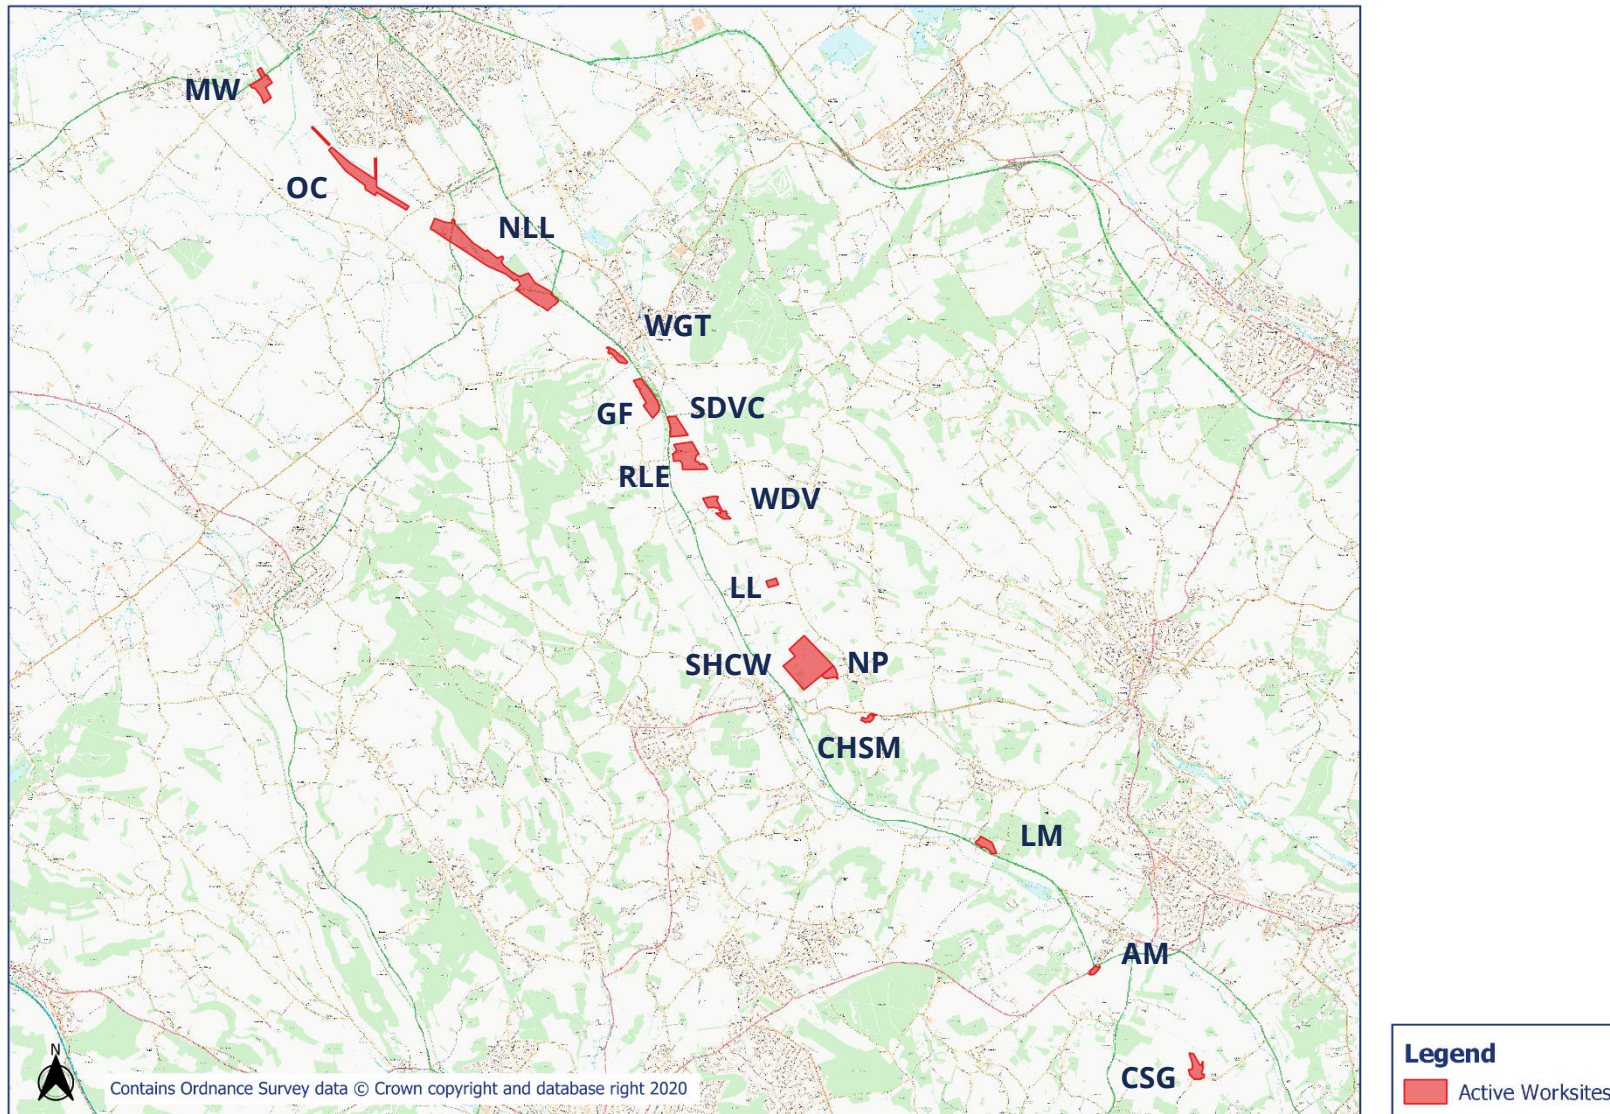 MW
OC
NLL
WGT
GF
SDVC
RLE
WDV
LL
SHCW
NP
CHSM
LM
AM
CSG
N
Contains Ordnance Survey data © Crown copyright and database right 2020
Legend
Active Worksites